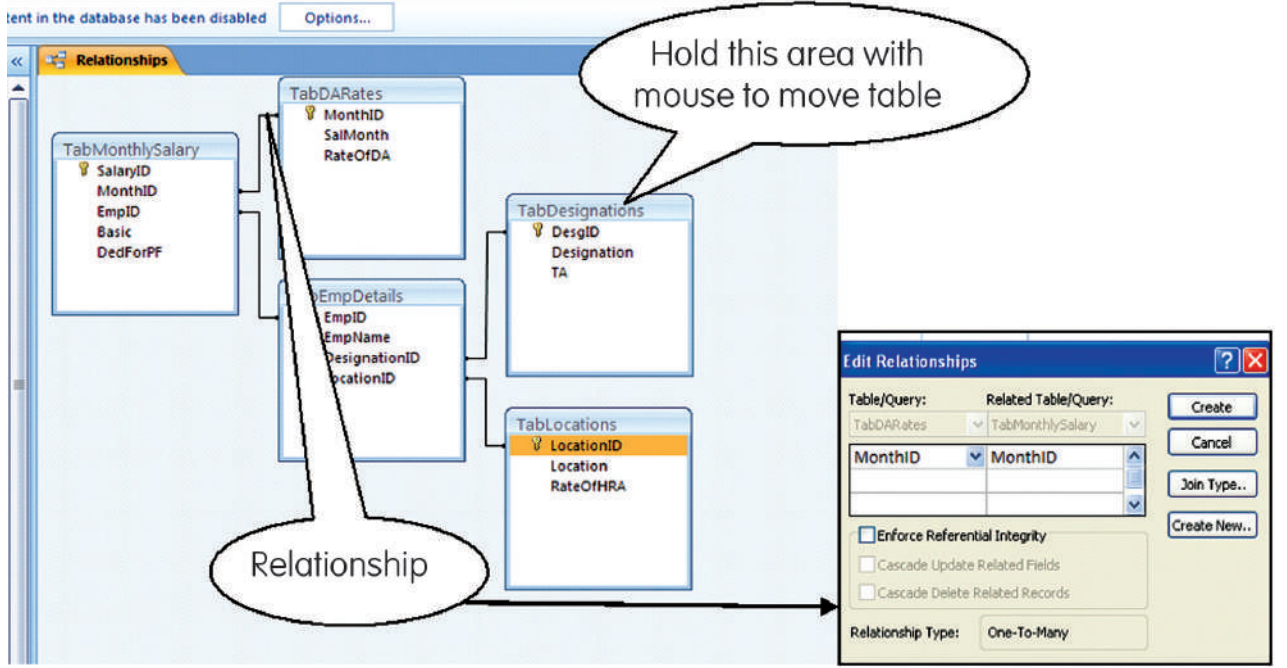 tent in the database has been disabled Options...
«
Relationships
Hold this area with
mouse to move table
TabDARates
MonthID
SalMonth
RateOfDA
TabMonthlySalary
SalaryID
MonthID
EmpID
Basic
DedForPF
TabDesignations
DesgID
Designation
TA
EmpDetails
EmpID
EmpName
DesignationID
ocationID
TabLocations
LocationID
Location
RateOfHRA
Relationship
Edit Relationships
Table/Query: Related Table/Query:
TabDARates TabMonthlySalary
MonthID MonthID
Enforce Referential Integrity
Cascade Update Related Fields
Cascade Delete Related Records
Relationship Type: One-To-Many
Create
Cancel
Join Type..
Create New..